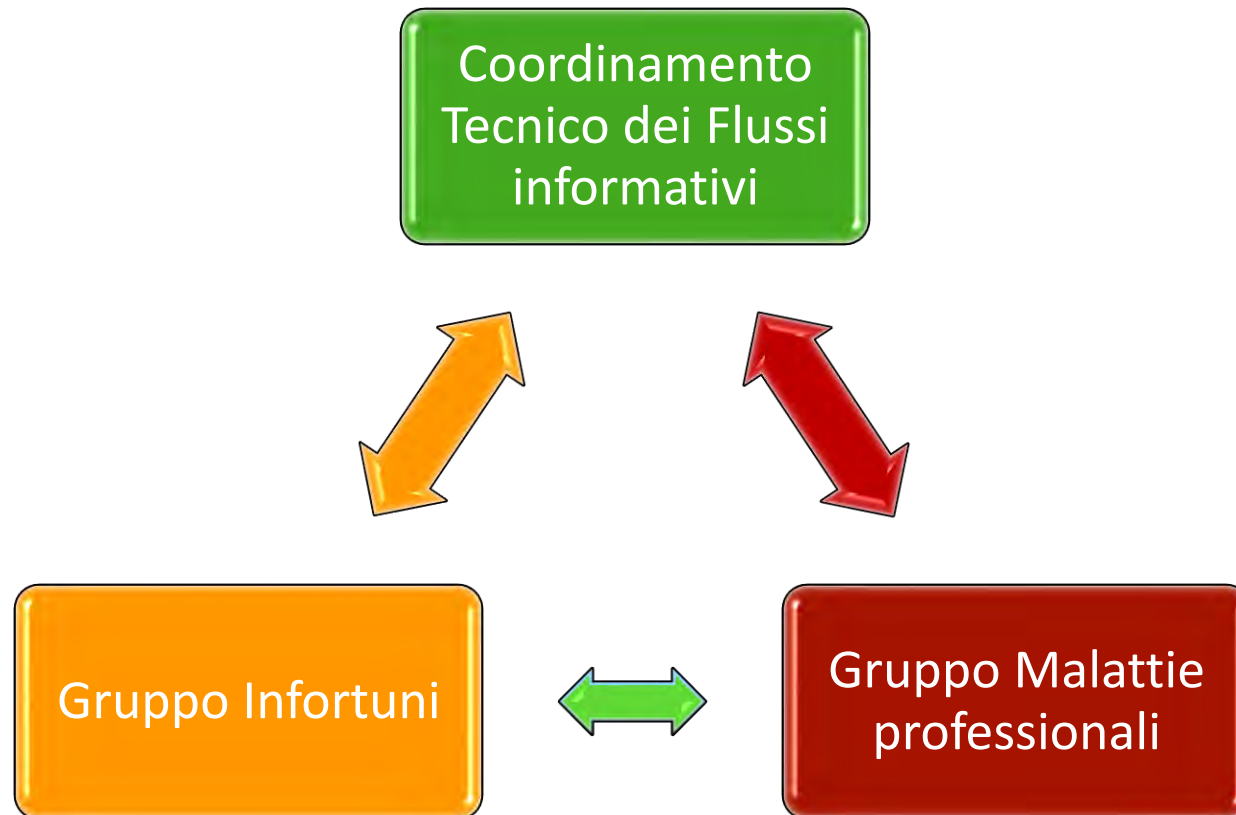 Coordinamento
Tecnico dei Flussi
informativi
Gruppo Infortuni
Gruppo Malattie
professionali